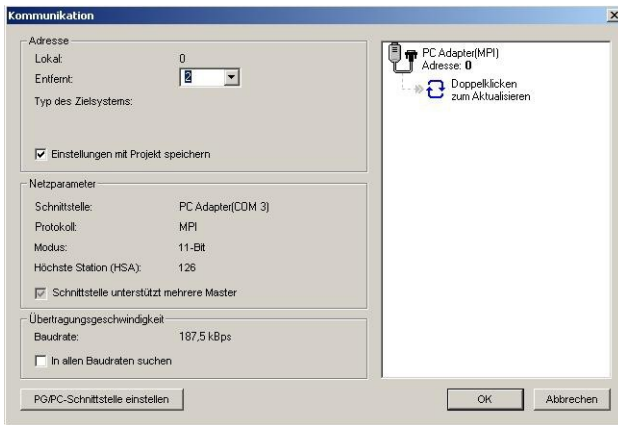 Kommunikation
Adresse
Lokal: 0
Entfernt: 2
Typ des Zielsystems:
Einstellungen mit Projekt speichern
Netzparameter
Schnittstelle: PC Adapter(COM 3)
Protokoll: MPI
Modus: 11-Bit
Höchste Station (HSA): 126
Schnittstelle unterstützt mehrere Master
Übertragungsgeschwindigkeit
Baudrate: 187,5 kBps
In allen Baudraten suchen
PG/PC-Schnittstelle einstellen
PC Adapter(MPI)
Adresse: 0
Doppelklicken
zum Aktualisieren
OK
Abbrechen